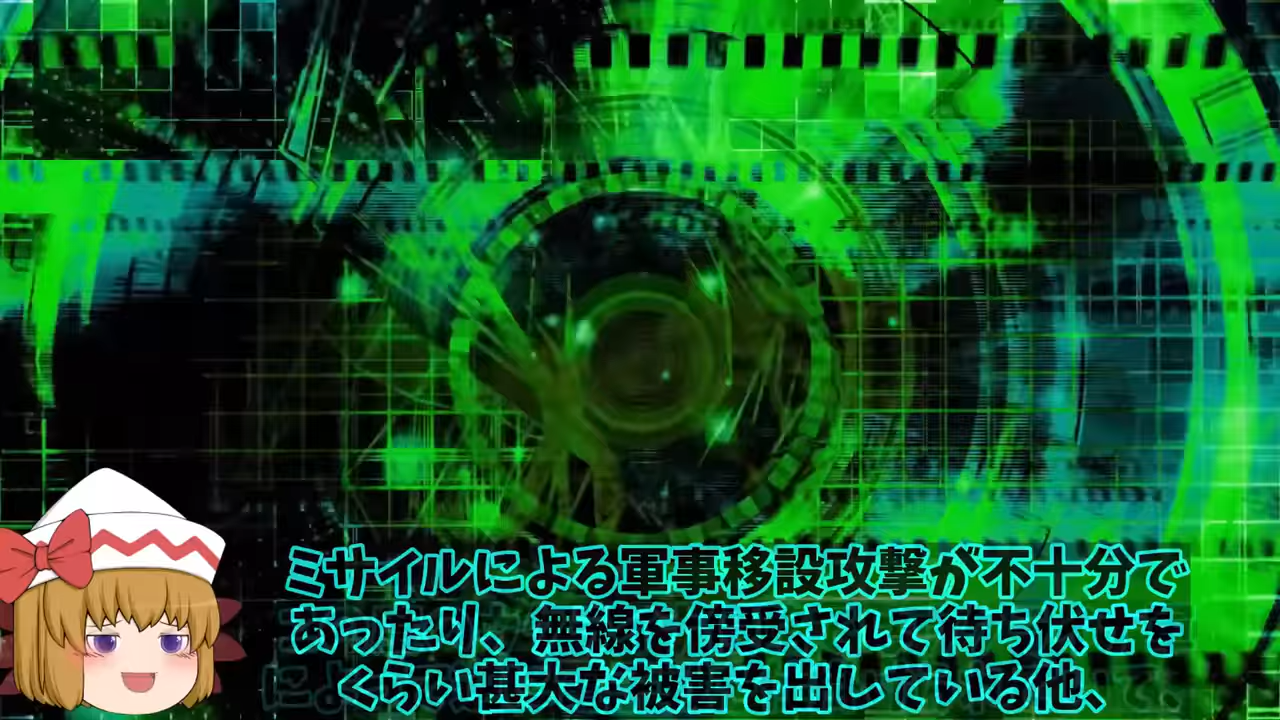 ミサイルによる軍事移設攻撃が不十分で
あったり、無線を傍受されて待ち伏せを
くらい甚大な被害を出している他、